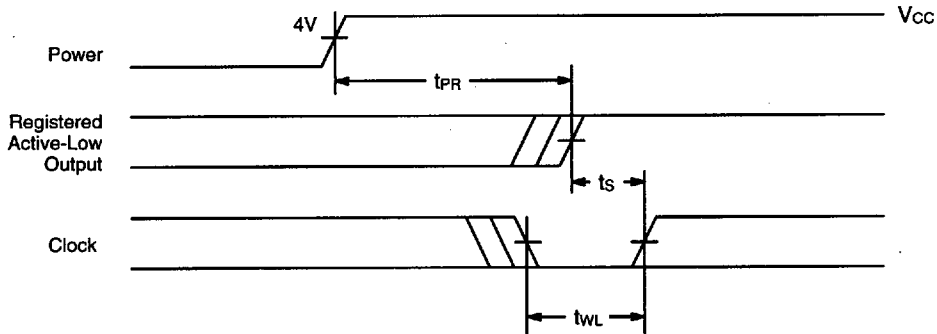 4V
VCC
Power
tPR
Registered
Active-Low
Output
tS
Clock
tWL